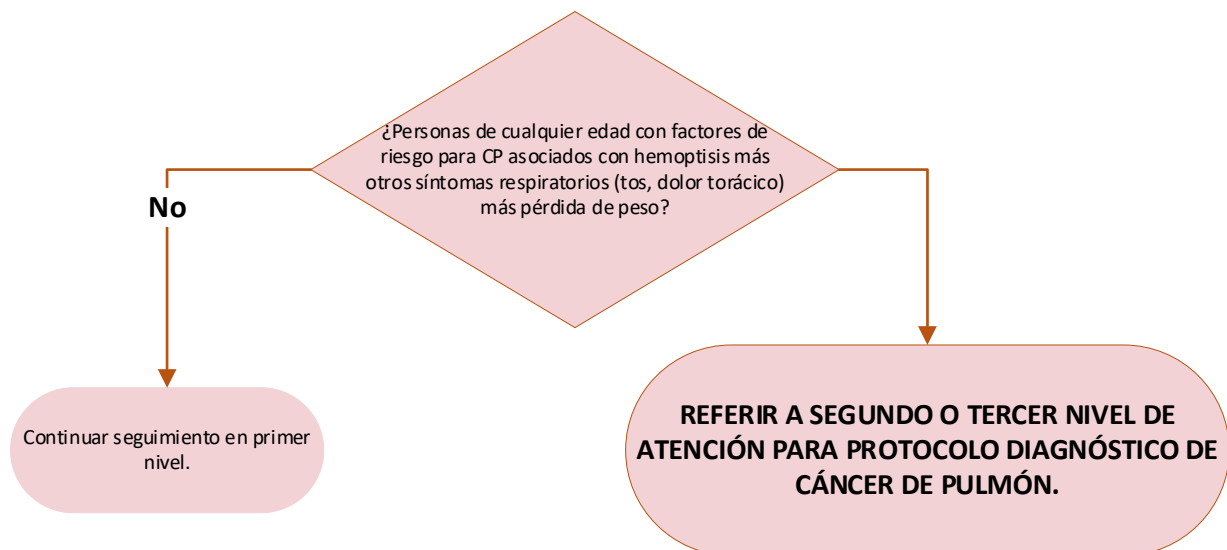 ¿Personas de cualquier edad con factores de
riesgo para CP asociados con hemoptisis más
otros síntomas respiratorios (tos, dolor torácico)
más pérdida de peso?
No
Continuar seguimiento en primer
nivel.
REFERIR A SEGUNDO O TERCER NIVEL DE
ATENCIÓN PARA PROTOCOLO DIAGNÓSTICO DE
CÁNCER DE PULMÓN.